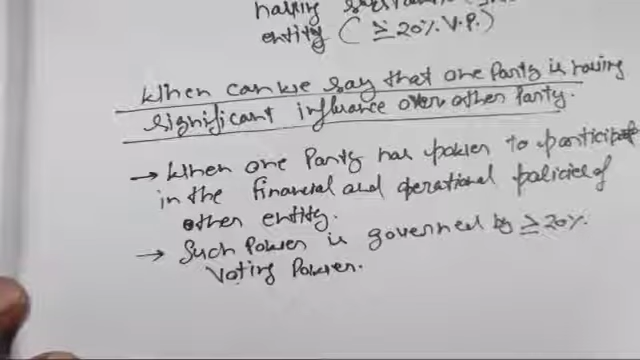 having
entity ( ≥ 20% V.P.)
When can we say that one Party is having
significant influence over other Party.
→ When one Party has power to participate
in the financial and operational policies of
other entity.
→ Such Power is governed by ≥ 20%
Voting Power.